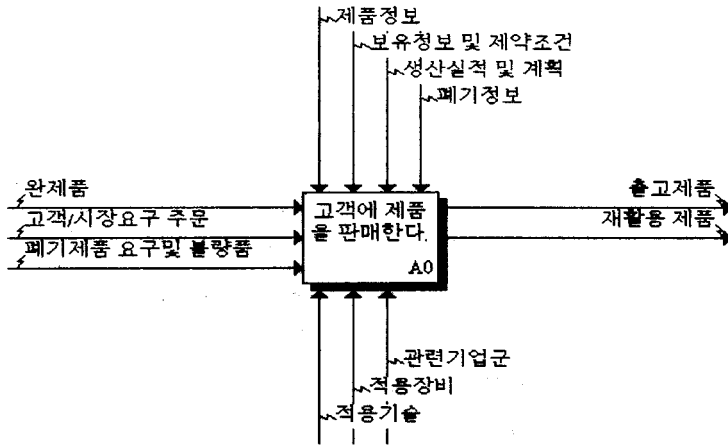 제품정보
보유정보 및 제약조건
생산실적 및 계획
폐기정보
완제품
고객/시장요구 주문
폐기제품 요구및 불량품
고객에 제품
을 판매한다.
A0
출고제품
재활용 제품
관련기업군
적용장비
적용기술